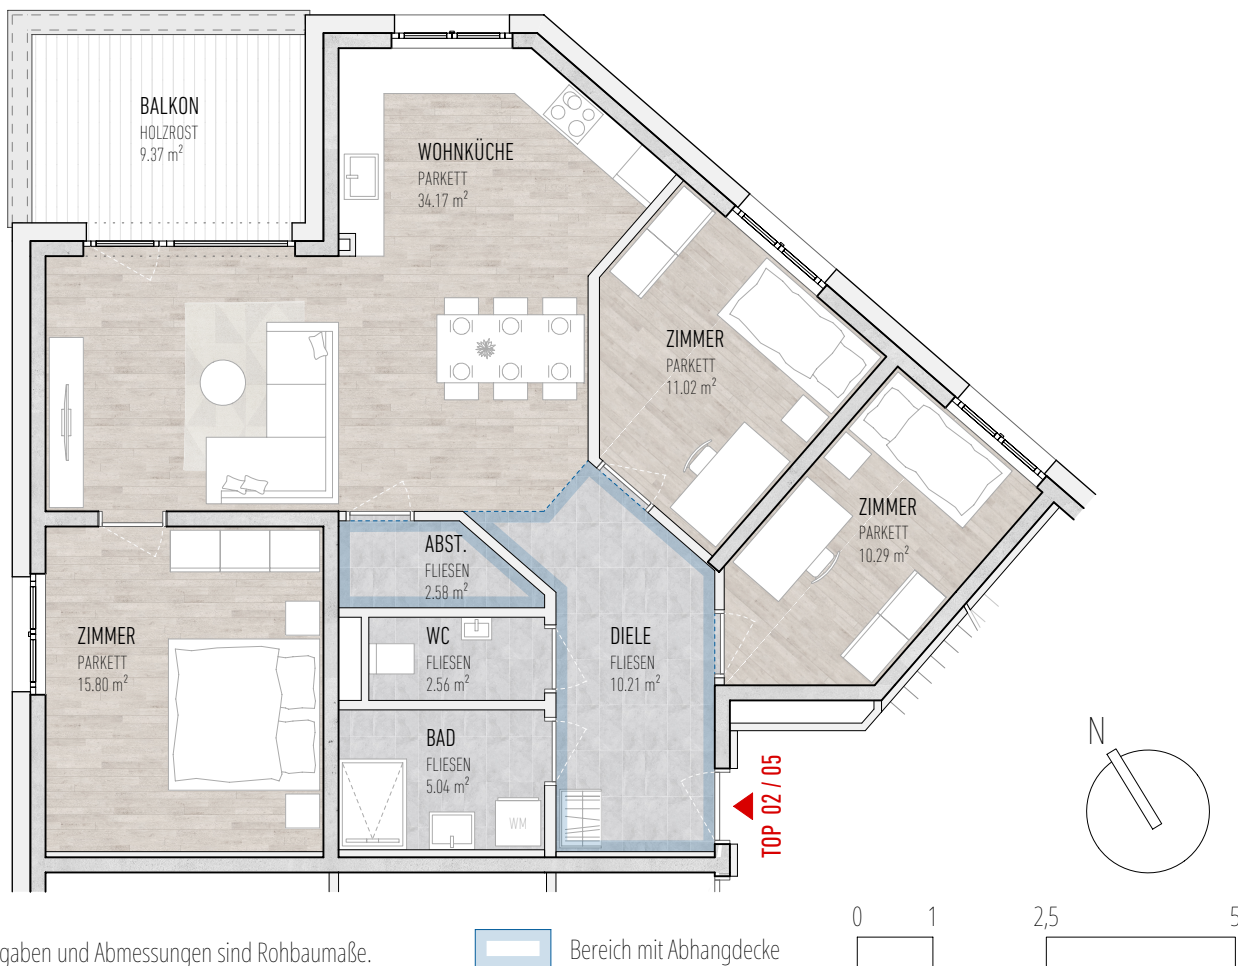 BALKON
HOLZROST
9.37 m²
WOHNKÜCHE
PARKETT
34.17 m²
ZIMMER
PARKETT
11.02 m²
ZIMMER
PARKETT
10.29 m²
ABST.
FLIESEN
2.58 m²
ZIMMER
PARKETT
15.80 m²
WC
FLIESEN
2.56 m²
DIELE
FLIESEN
10.21 m²
BAD
FLIESEN
5.04 m²
WM
TOP 02 / 05
N
gaben und Abmessungen sind Rohbaumaße.
Bereich mit Abhangdecke
0 1 2,5 5